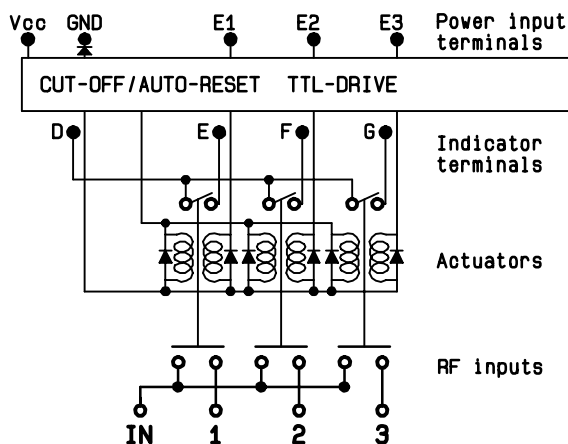 Vcc GND E1 E2 E3 Power input
terminals
CUT-OFF/AUTO-RESET TTL-DRIVE
D E F G Indicator
terminals
Actuators
RF inputs
IN 1 2 3